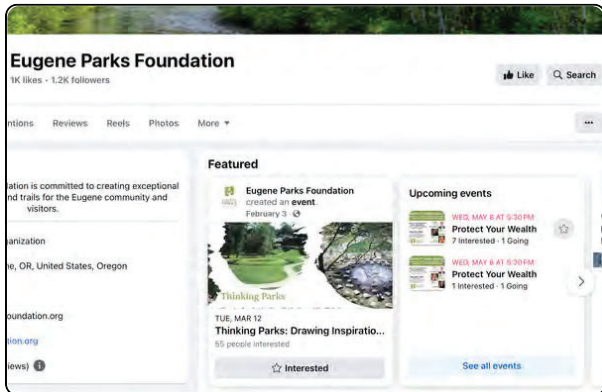 Eugene Parks Foundation
1K likes · 1.2K followers
Like
Search
ntions Reviews Reels Photos More
...
lation is committed to creating exceptional
nd trails for the Eugene community and
visitors.
anization
ne, OR, United States, Oregon
oundation.org
tion.org
iews)
Featured
Eugene Parks Foundation
created an event.
February 3 ·
Thinking Parks
TUE, MAR 12
Thinking Parks: Drawing Inspiratio...
55 people interested
Interested
Upcoming events
WED, MAY 8 AT 5:30 PM
Protect Your Wealth
7 Interested · 1 Going
WED, MAY 8 AT 5:30 PM
Protect Your Wealth
1 Interested · 1 Going
See all events